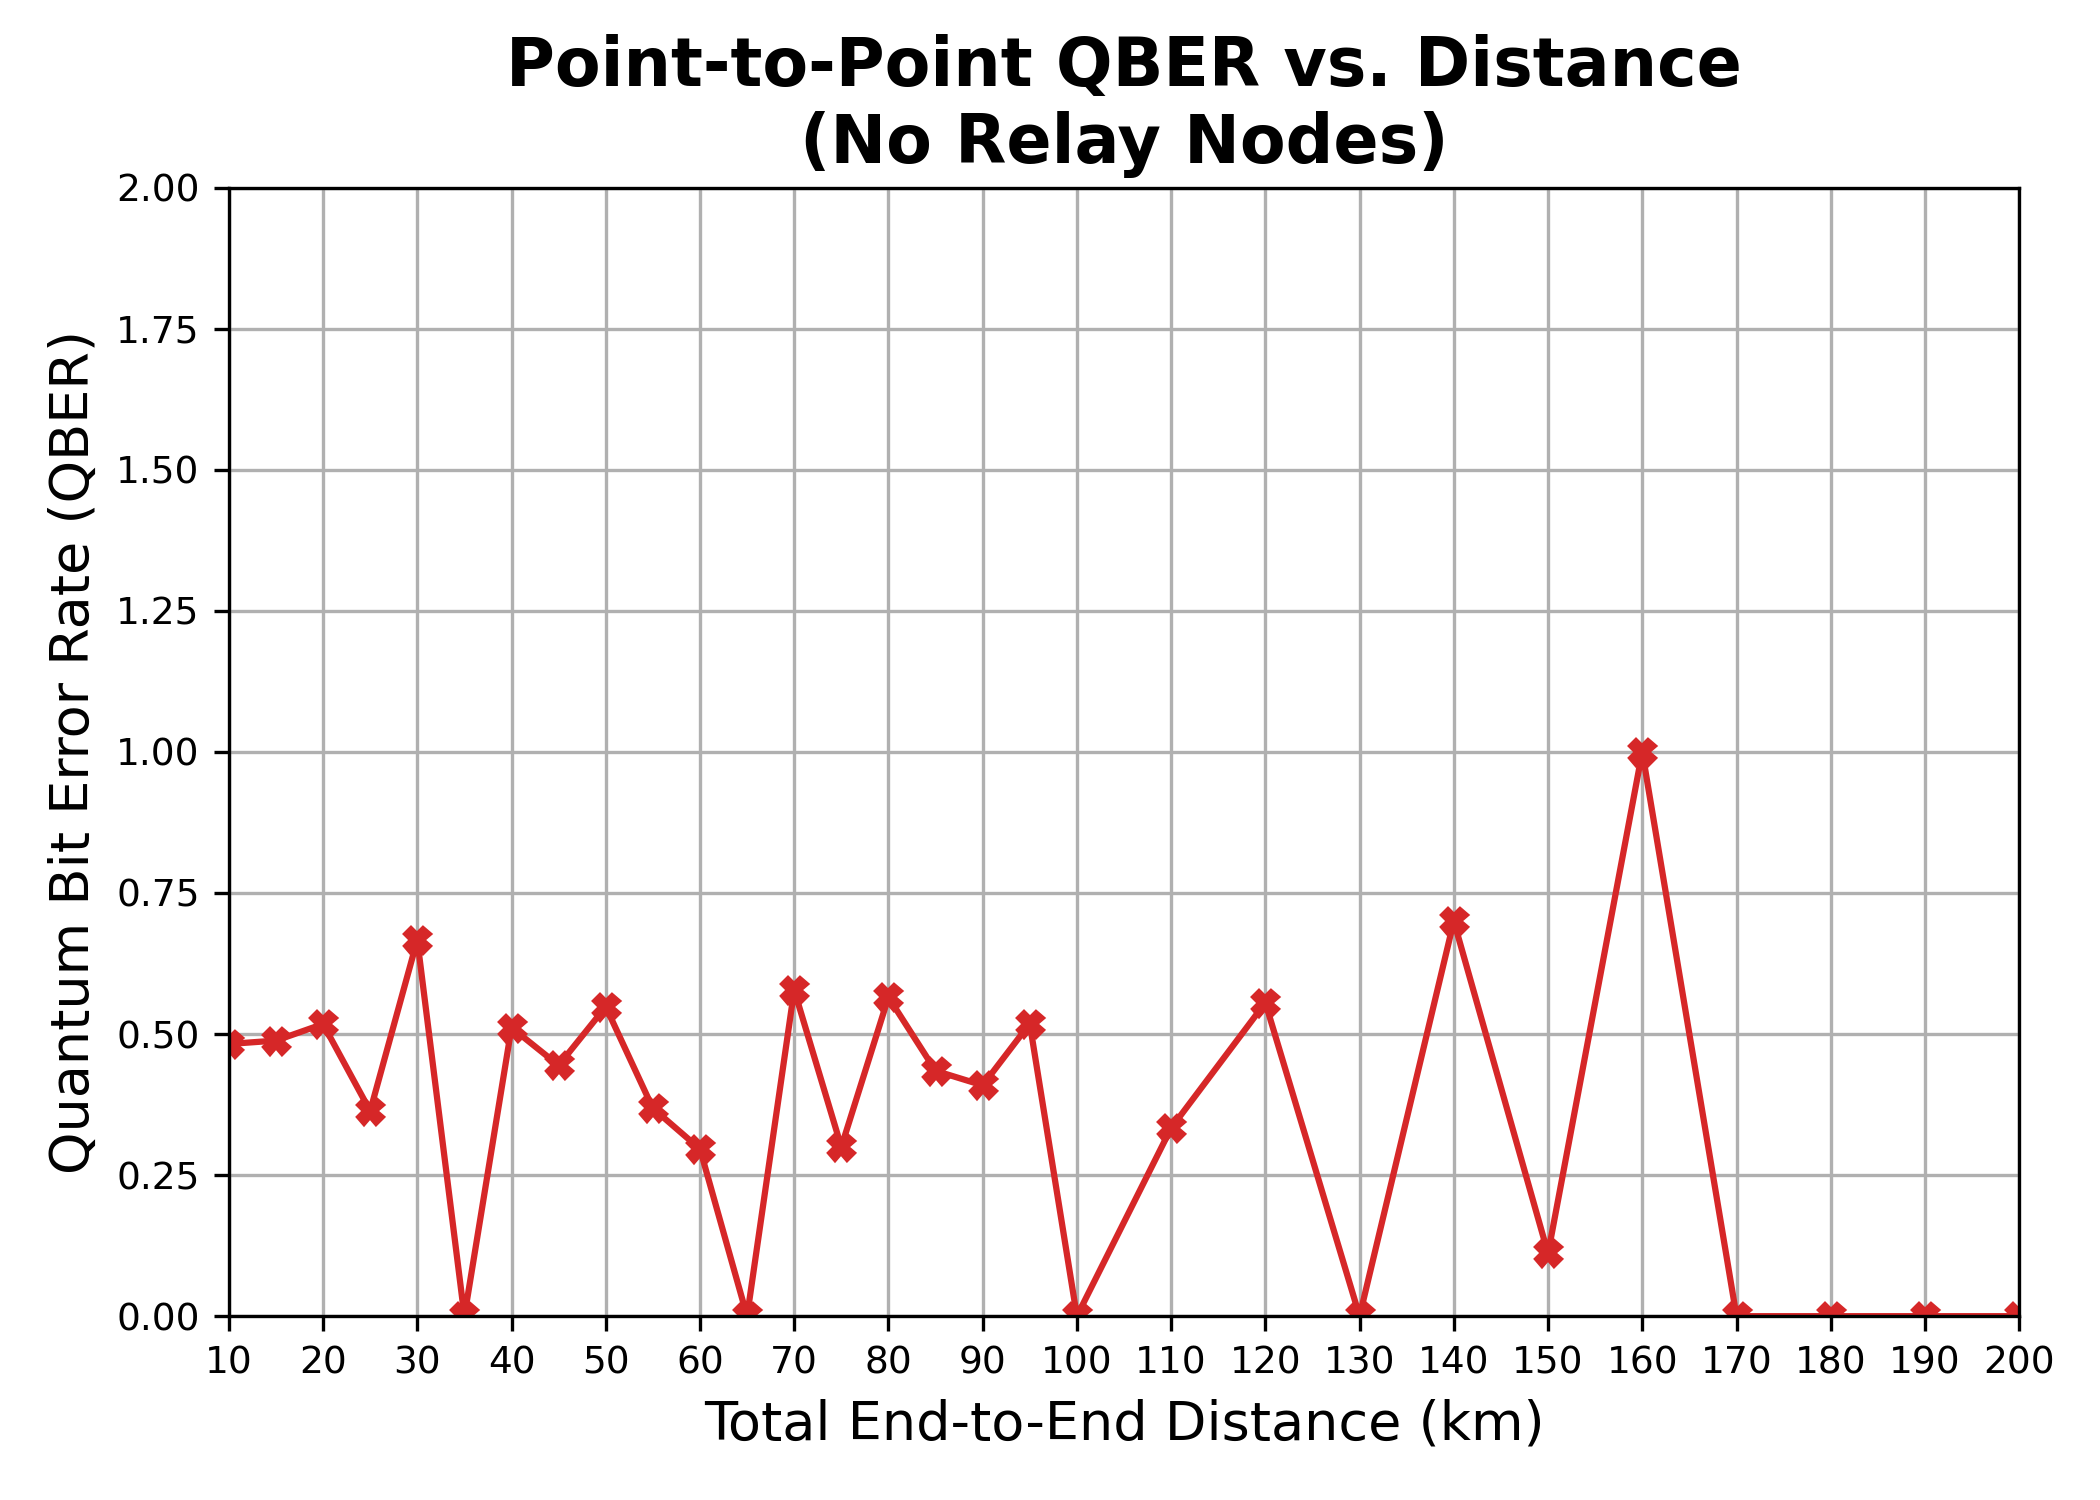 Point-to-Point QBER vs. Distance
(No Relay Nodes)
Quantum Bit Error Rate (QBER)
2.00
1.75
1.50
1.25
1.00
0.75
0.50
0.25
0.00
10 20 30 40 50 60 70 80 90 100 110 120 130 140 150 160 170 180 190 200
Total End-to-End Distance (km)